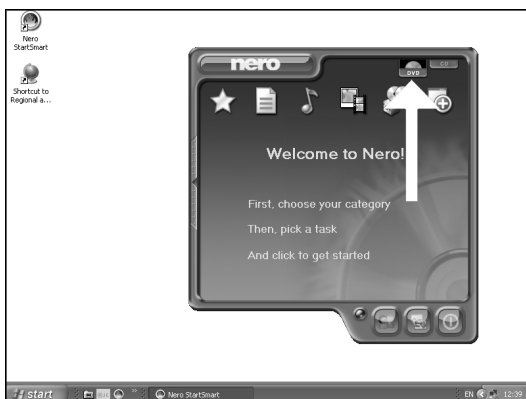 Nero
StartSmart
Shortcut to
Regional a...
nero
DVD
CD
Welcome to Nero!
First, choose your category
Then, pick a task
And click to get started
start
Nero StartSmart
EN
12:39